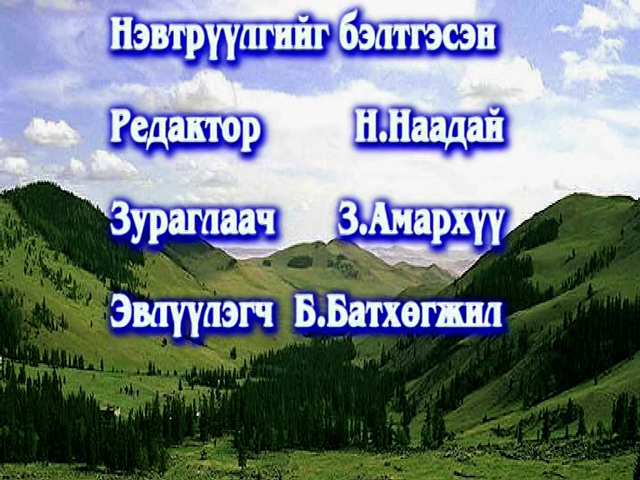 Нэвтрүүлгийг бэлтгэсэн
Редактор Н.Наадай
Зураглаач З.Амархүү
Эвлүүлэгч Б.Батхөгжил